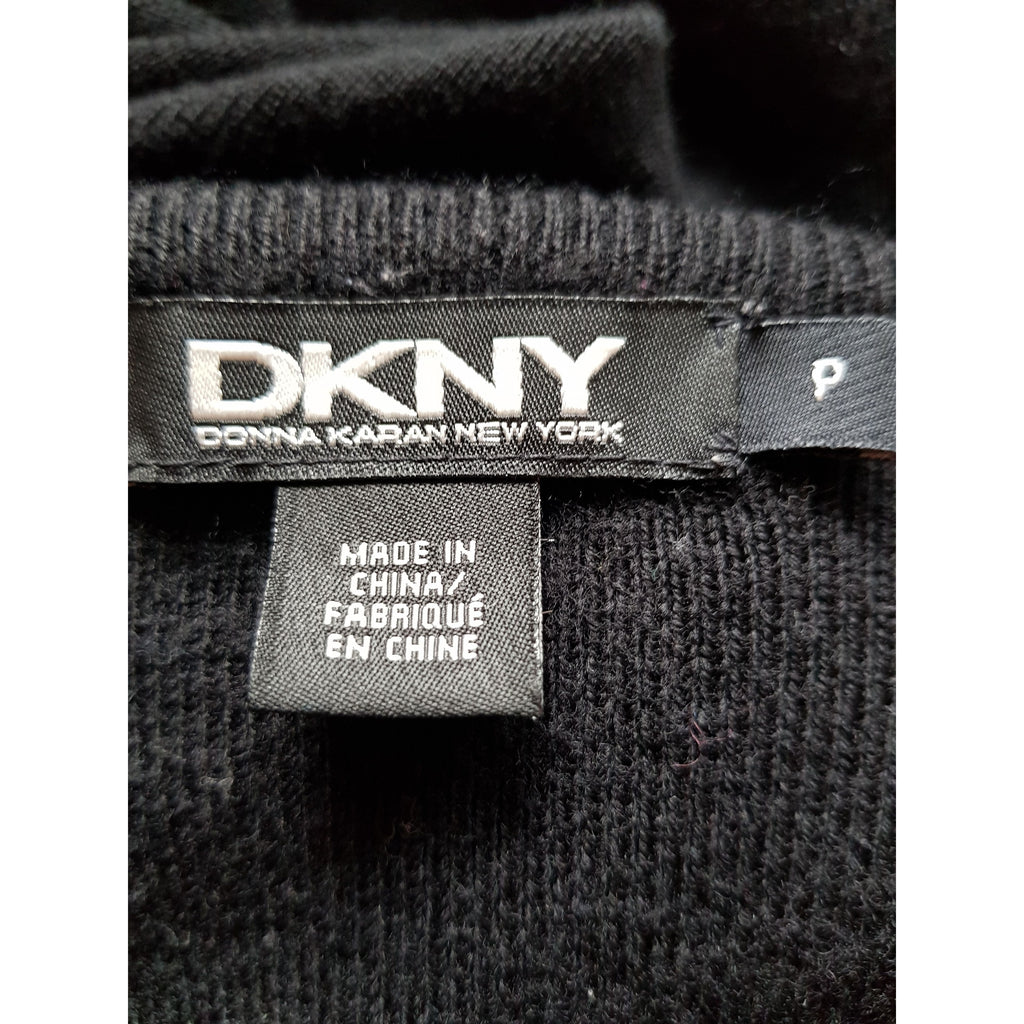 DKNY
DONNA KARAN NEW YORK
P
MADE IN
CHINA/
FABRIQUÉ
EN CHINE